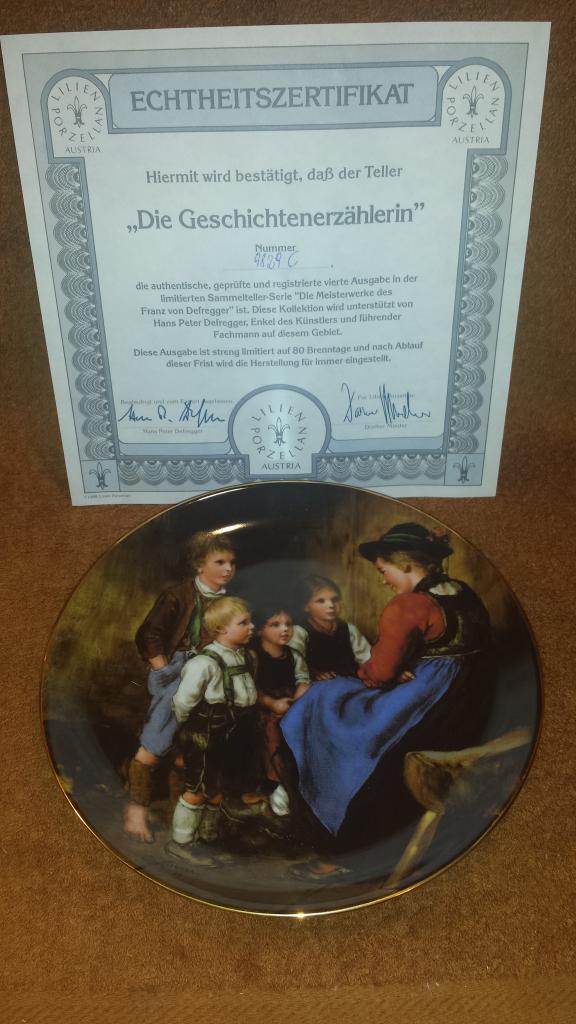 LILIEN PORZELLAN
AUSTRIA
ECHTHEITSZERTIFIKAT
LILIEN PORZELLAN
AUSTRIA
Hiermit wird bestätigt, daß der Teller
„Die Geschichtenerzählerin”
Nummer
9829 C
die authentische, geprüfte und registrierte vierte Ausgabe in der
limitierten Sammelteller-Serie "Die Meisterwerke des
Franz von Defregger" ist. Diese Kollektion wird unterstützt von
Hans Peter Defregger, Enkel des Künstlers und führender
Fachmann auf diesem Gebiet.
Diese Ausgabe ist streng limitiert auf 80 Brenntage und nach Ablauf
dieser Frist wird die Herstellung für immer eingestellt.
Hans Peter Defregger
LILIEN PORZELLAN
AUSTRIA
Für Lilien